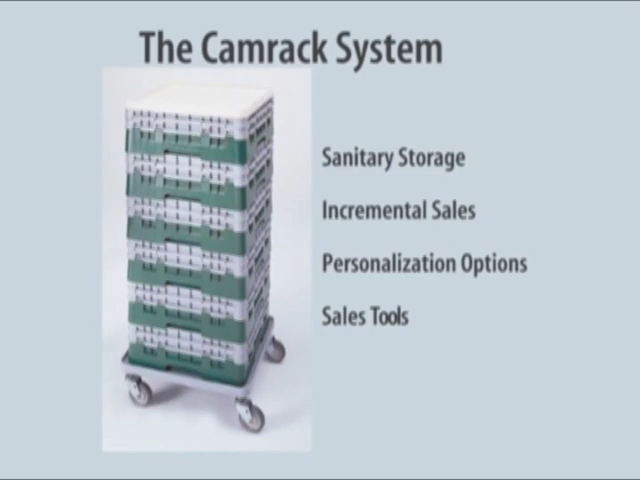 The Camrack System
Sanitary Storage
Incremental Sales
Personalization Options
Sales Tools